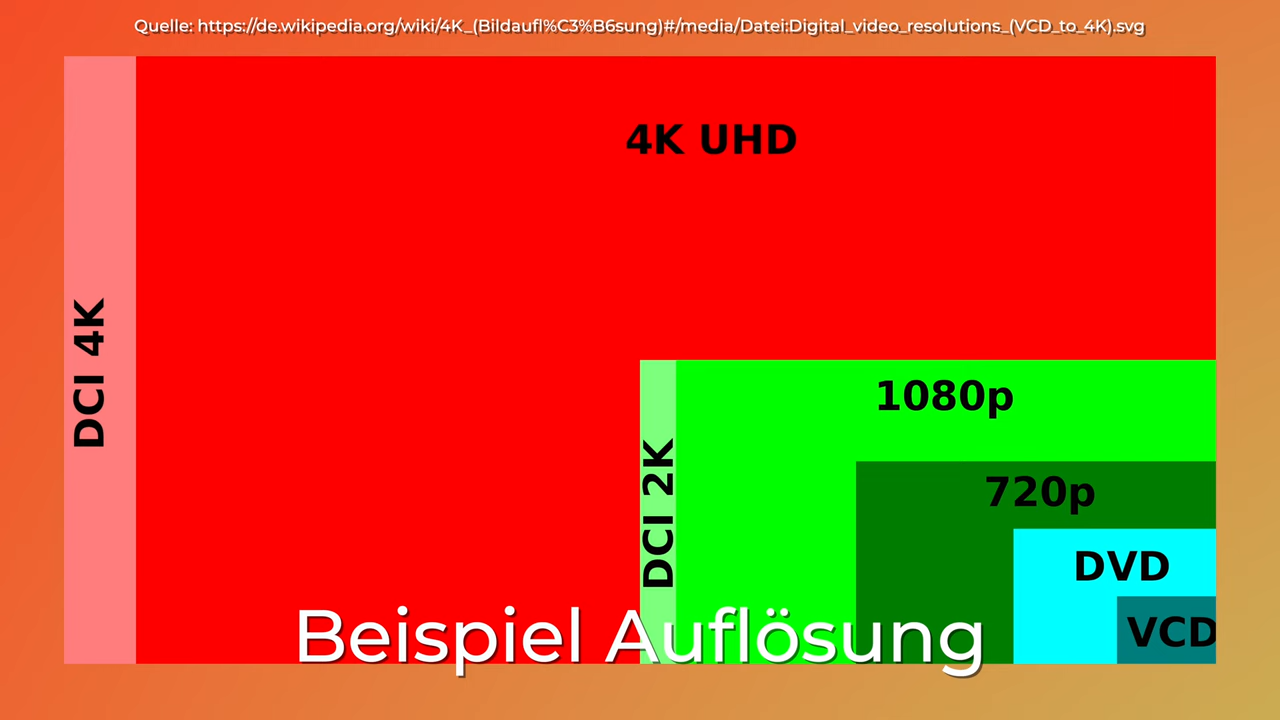 Quelle: https://de.wikipedia.org/wiki/4K_(Bildaufl%C3%B6sung)#/media/Datei:Digital_video_resolutions_(VCD_to_4K).svg
4K UHD
DCI 4K
1080p
DCI 2K
720p
DVD
VCD
Beispiel Auflösung